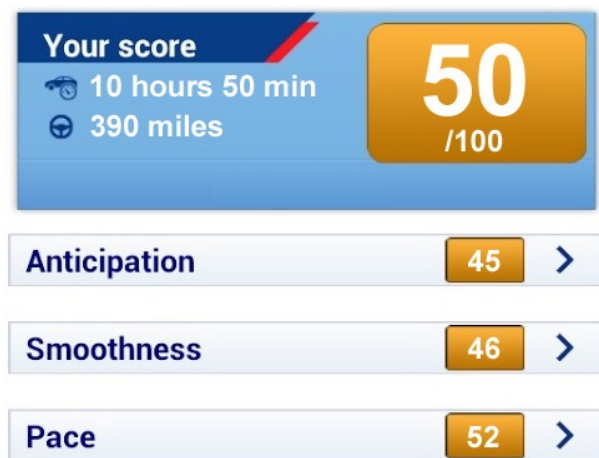 Your score
10 hours 50 min
390 miles
50
/100
Anticipation 45
Smoothness 46
Pace 52